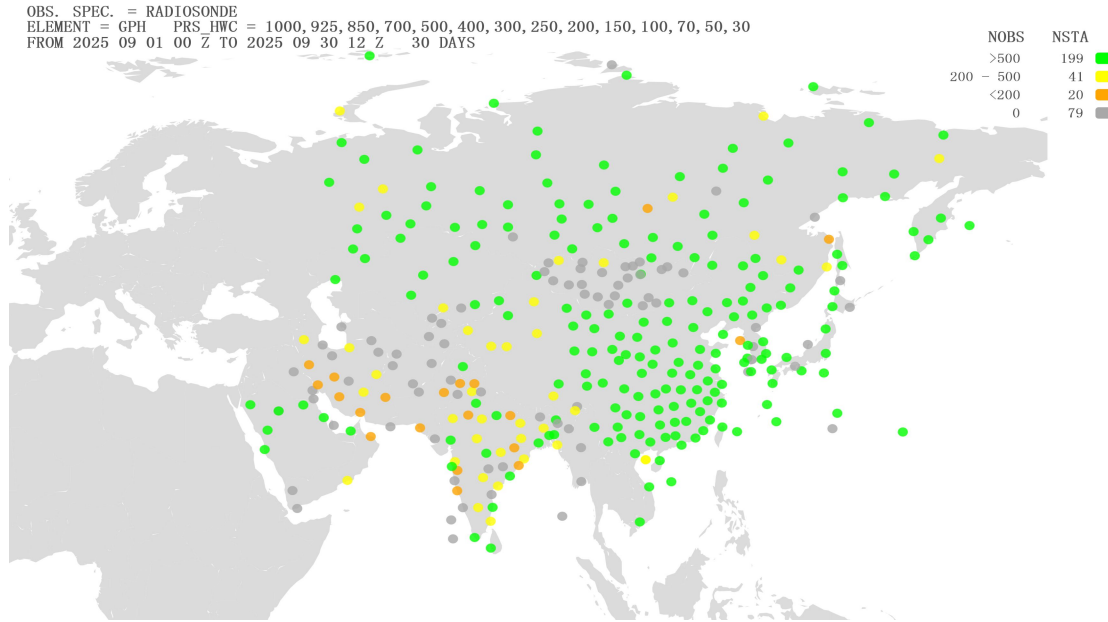 OBS. SPEC. = RADIOSONDE
ELEMENT = GPH PRS_HWC = 1000,925,850,700,500,400,300,250,200,150,100,70,50,30
FROM 2025 09 01 00 Z TO 2025 09 30 12 Z 30 DAYS
NOBS NSTA
>500 199
200 - 500 41
<200 20
0 79